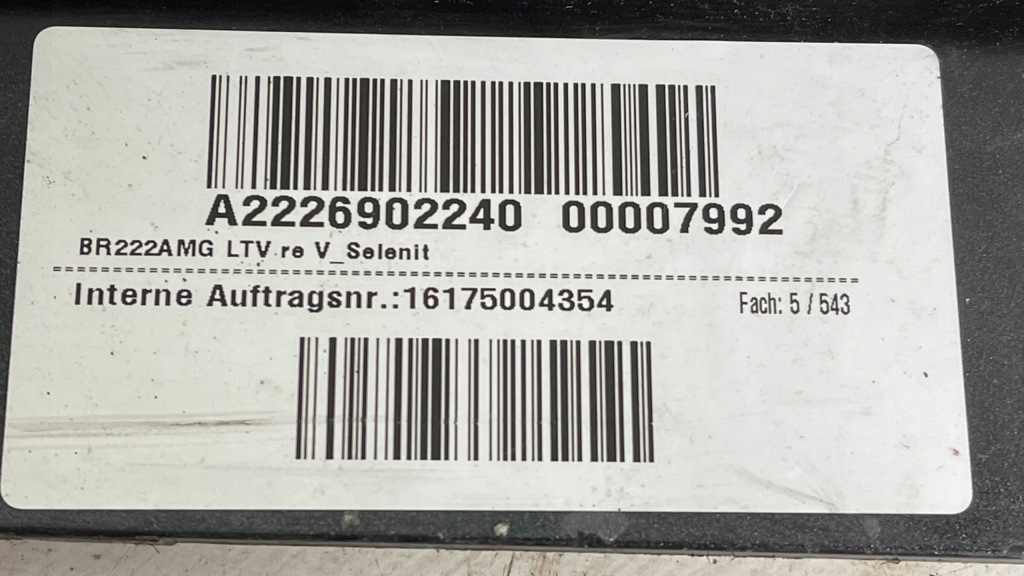 A2226902240 00007992
BR222AMG LTV re V_Selenit
Interne Auftragsnr.:16175004354 Fach: 5 / 543